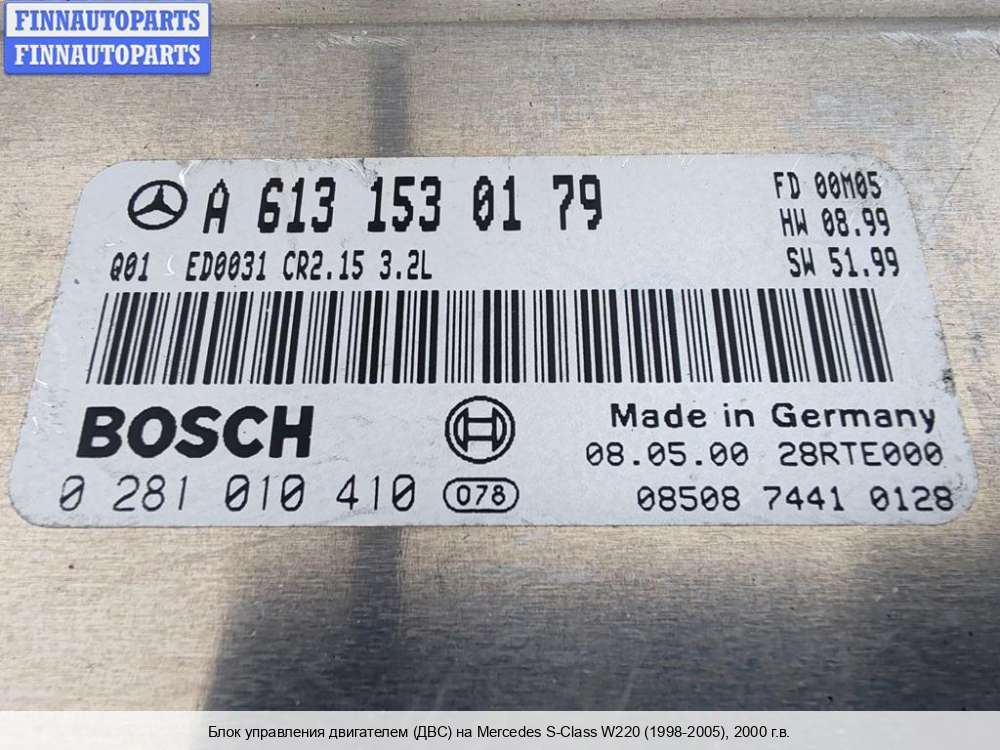 FINNAUTOPARTS
FINNAUTOPARTS
A 613 153 01 79
FD 00M05
HW 08.99
Q01 ED0031 CR2.15 3.2L
SW 51.99
BOSCH
Made in Germany
08.05.00 28RTE000
0 281 010 410 078
08508 7441 0128
Блок управления двигателем (ДВС) на Mercedes S-Class W220 (1998-2005), 2000 г.в.